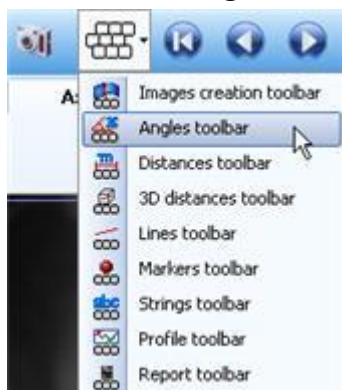 A:
Images creation toolbar
Angles toolbar
Distances toolbar
3D distances toolbar
Lines toolbar
Markers toolbar
abc
Strings toolbar
Profile toolbar
Report toolbar